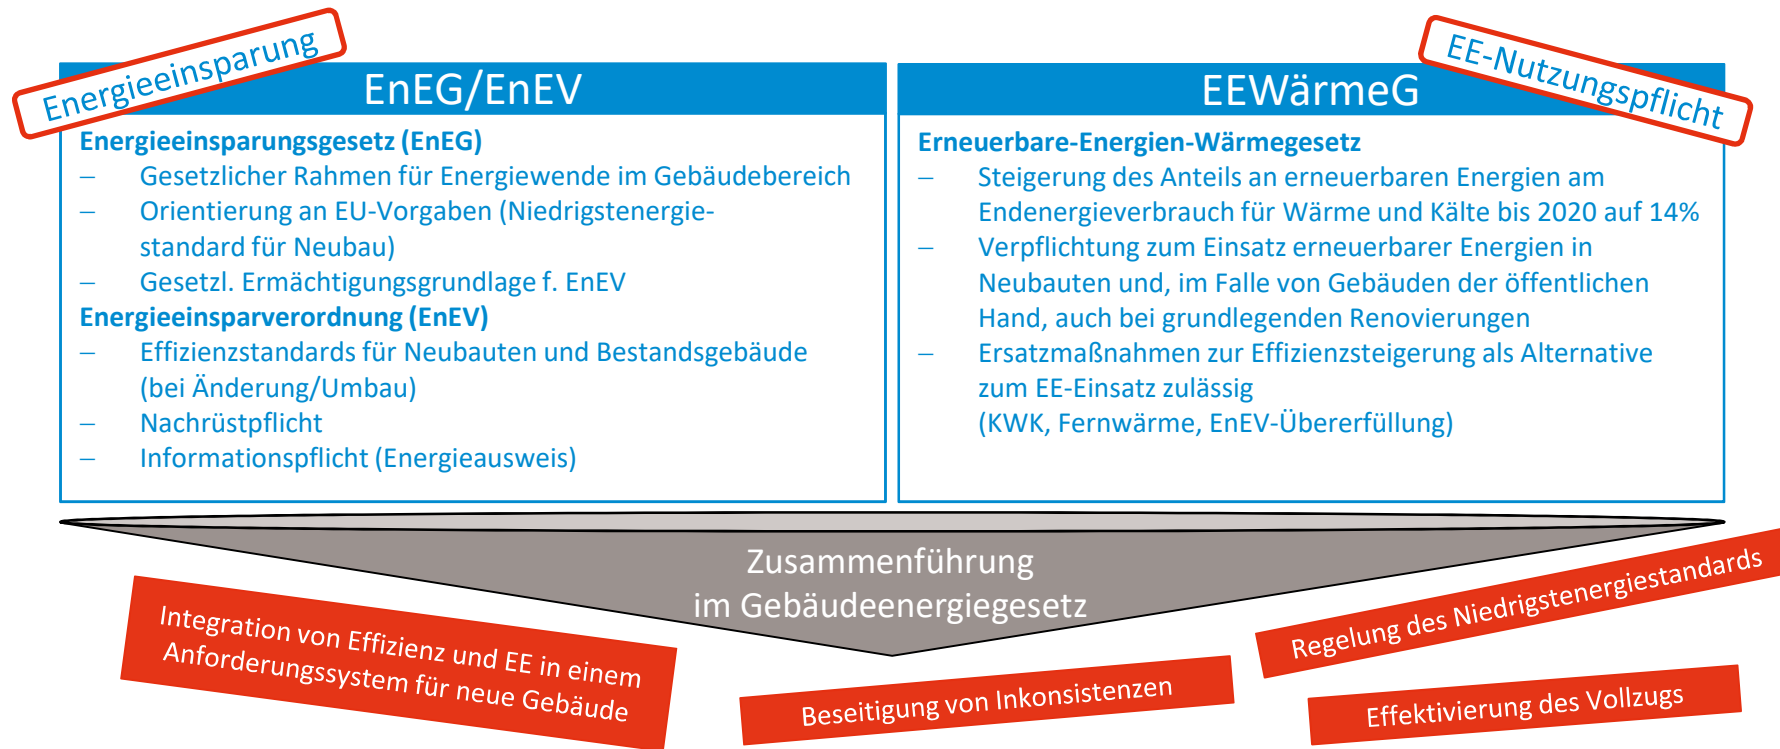 Energieeinsparung
EnEG/EnEV
Energieeinsparungsgesetz (EnEG)
– Gesetzlicher Rahmen für Energiewende im Gebäudebereich
– Orientierung an EU-Vorgaben (Niedrigstenergie-
standard für Neubau)
– Gesetzl. Ermächtigungsgrundlage f. EnEV
Energieeinsparverordnung (EnEV)
– Effizienzstandards für Neubauten und Bestandsgebäude
(bei Änderung/Umbau)
– Nachrüstpflicht
– Informationspflicht (Energieausweis)
EE-Nutzungspflicht
EEWärmeG
Erneuerbare-Energien-Wärmegesetz
– Steigerung des Anteils an erneuerbaren Energien am
Endenergieverbrauch für Wärme und Kälte bis 2020 auf 14%
– Verpflichtung zum Einsatz erneuerbarer Energien in
Neubauten und, im Falle von Gebäuden der öffentlichen
Hand, auch bei grundlegenden Renovierungen
– Ersatzmaßnahmen zur Effizienzsteigerung als Alternative
zum EE-Einsatz zulässig
(KWK, Fernwärme, EnEV-Übererfüllung)
Zusammenführung
im Gebäudeenergiegesetz
Integration von Effizienz und EE in einem
Anforderungssystem für neue Gebäude
Beseitigung von Inkonsistenzen
Regelung des Niedrigstenergiestandards
Effektivierung des Vollzugs